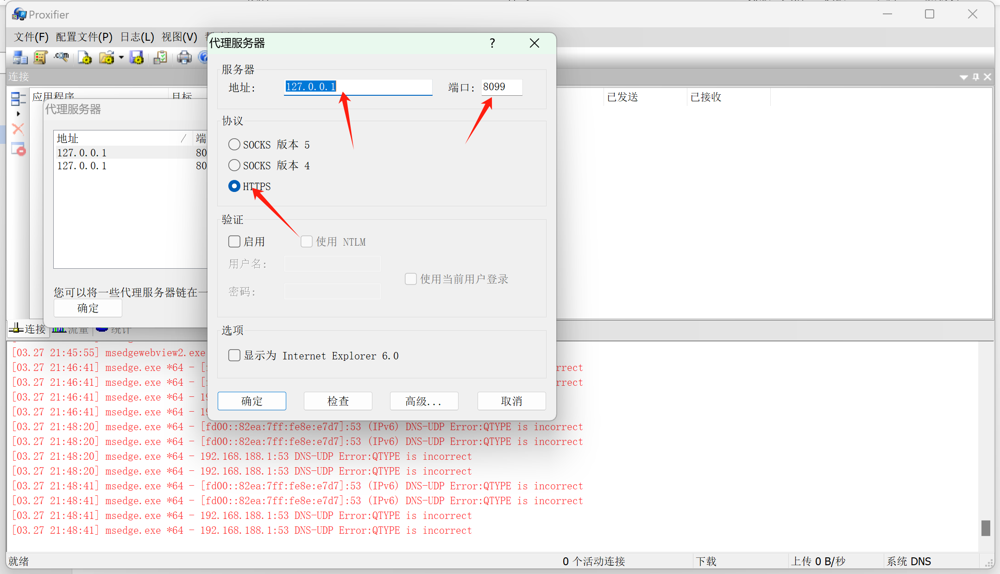 Proxifier
文件(F) 配置文件(P) 日志(L) 视图(V)
连接
应用程序 目标 已发送 已接收
代理服务器
地址 / 端
127.0.0.1 80
127.0.0.1 80
您可以将一些代理服务器链在一
确定
代理服务器 ?
服务器
地址: 127.0.0.1 端口: 8099
协议
SOCKS 版本 5
SOCKS 版本 4
HTTPS
验证
启用 使用 NTLM
用户名:
使用当前用户登录
密码:
选项
显示为 Internet Explorer 6.0
确定 检查 高级... 取消
连接 流量 统计
[03.27 21:45:55] msedgewebview2.exe
[03.27 21:46:41] msedge.exe *64 - [ rrect
[03.27 21:46:41] msedge.exe *64 - [ rrect
[03.27 21:46:41] msedge.exe *64 - 19
[03.27 21:46:41] msedge.exe *64 - 19
[03.27 21:48:20] msedge.exe *64 - [fd00::82ea:7ff:fe8e:e7d7]:53 (IPv6) DNS-UDP Error:QTYPE is incorrect
[03.27 21:48:20] msedge.exe *64 - [fd00::82ea:7ff:fe8e:e7d7]:53 (IPv6) DNS-UDP Error:QTYPE is incorrect
[03.27 21:48:20] msedge.exe *64 - 192.168.188.1:53 DNS-UDP Error:QTYPE is incorrect
[03.27 21:48:20] msedge.exe *64 - 192.168.188.1:53 DNS-UDP Error:QTYPE is incorrect
[03.27 21:48:41] msedge.exe *64 - [fd00::82ea:7ff:fe8e:e7d7]:53 (IPv6) DNS-UDP Error:QTYPE is incorrect
[03.27 21:48:41] msedge.exe *64 - [fd00::82ea:7ff:fe8e:e7d7]:53 (IPv6) DNS-UDP Error:QTYPE is incorrect
[03.27 21:48:41] msedge.exe *64 - 192.168.188.1:53 DNS-UDP Error:QTYPE is incorrect
[03.27 21:48:41] msedge.exe *64 - 192.168.188.1:53 DNS-UDP Error:QTYPE is incorrect
就绪 0 个活动连接 下载 上传 0 B/秒 系统 DNS